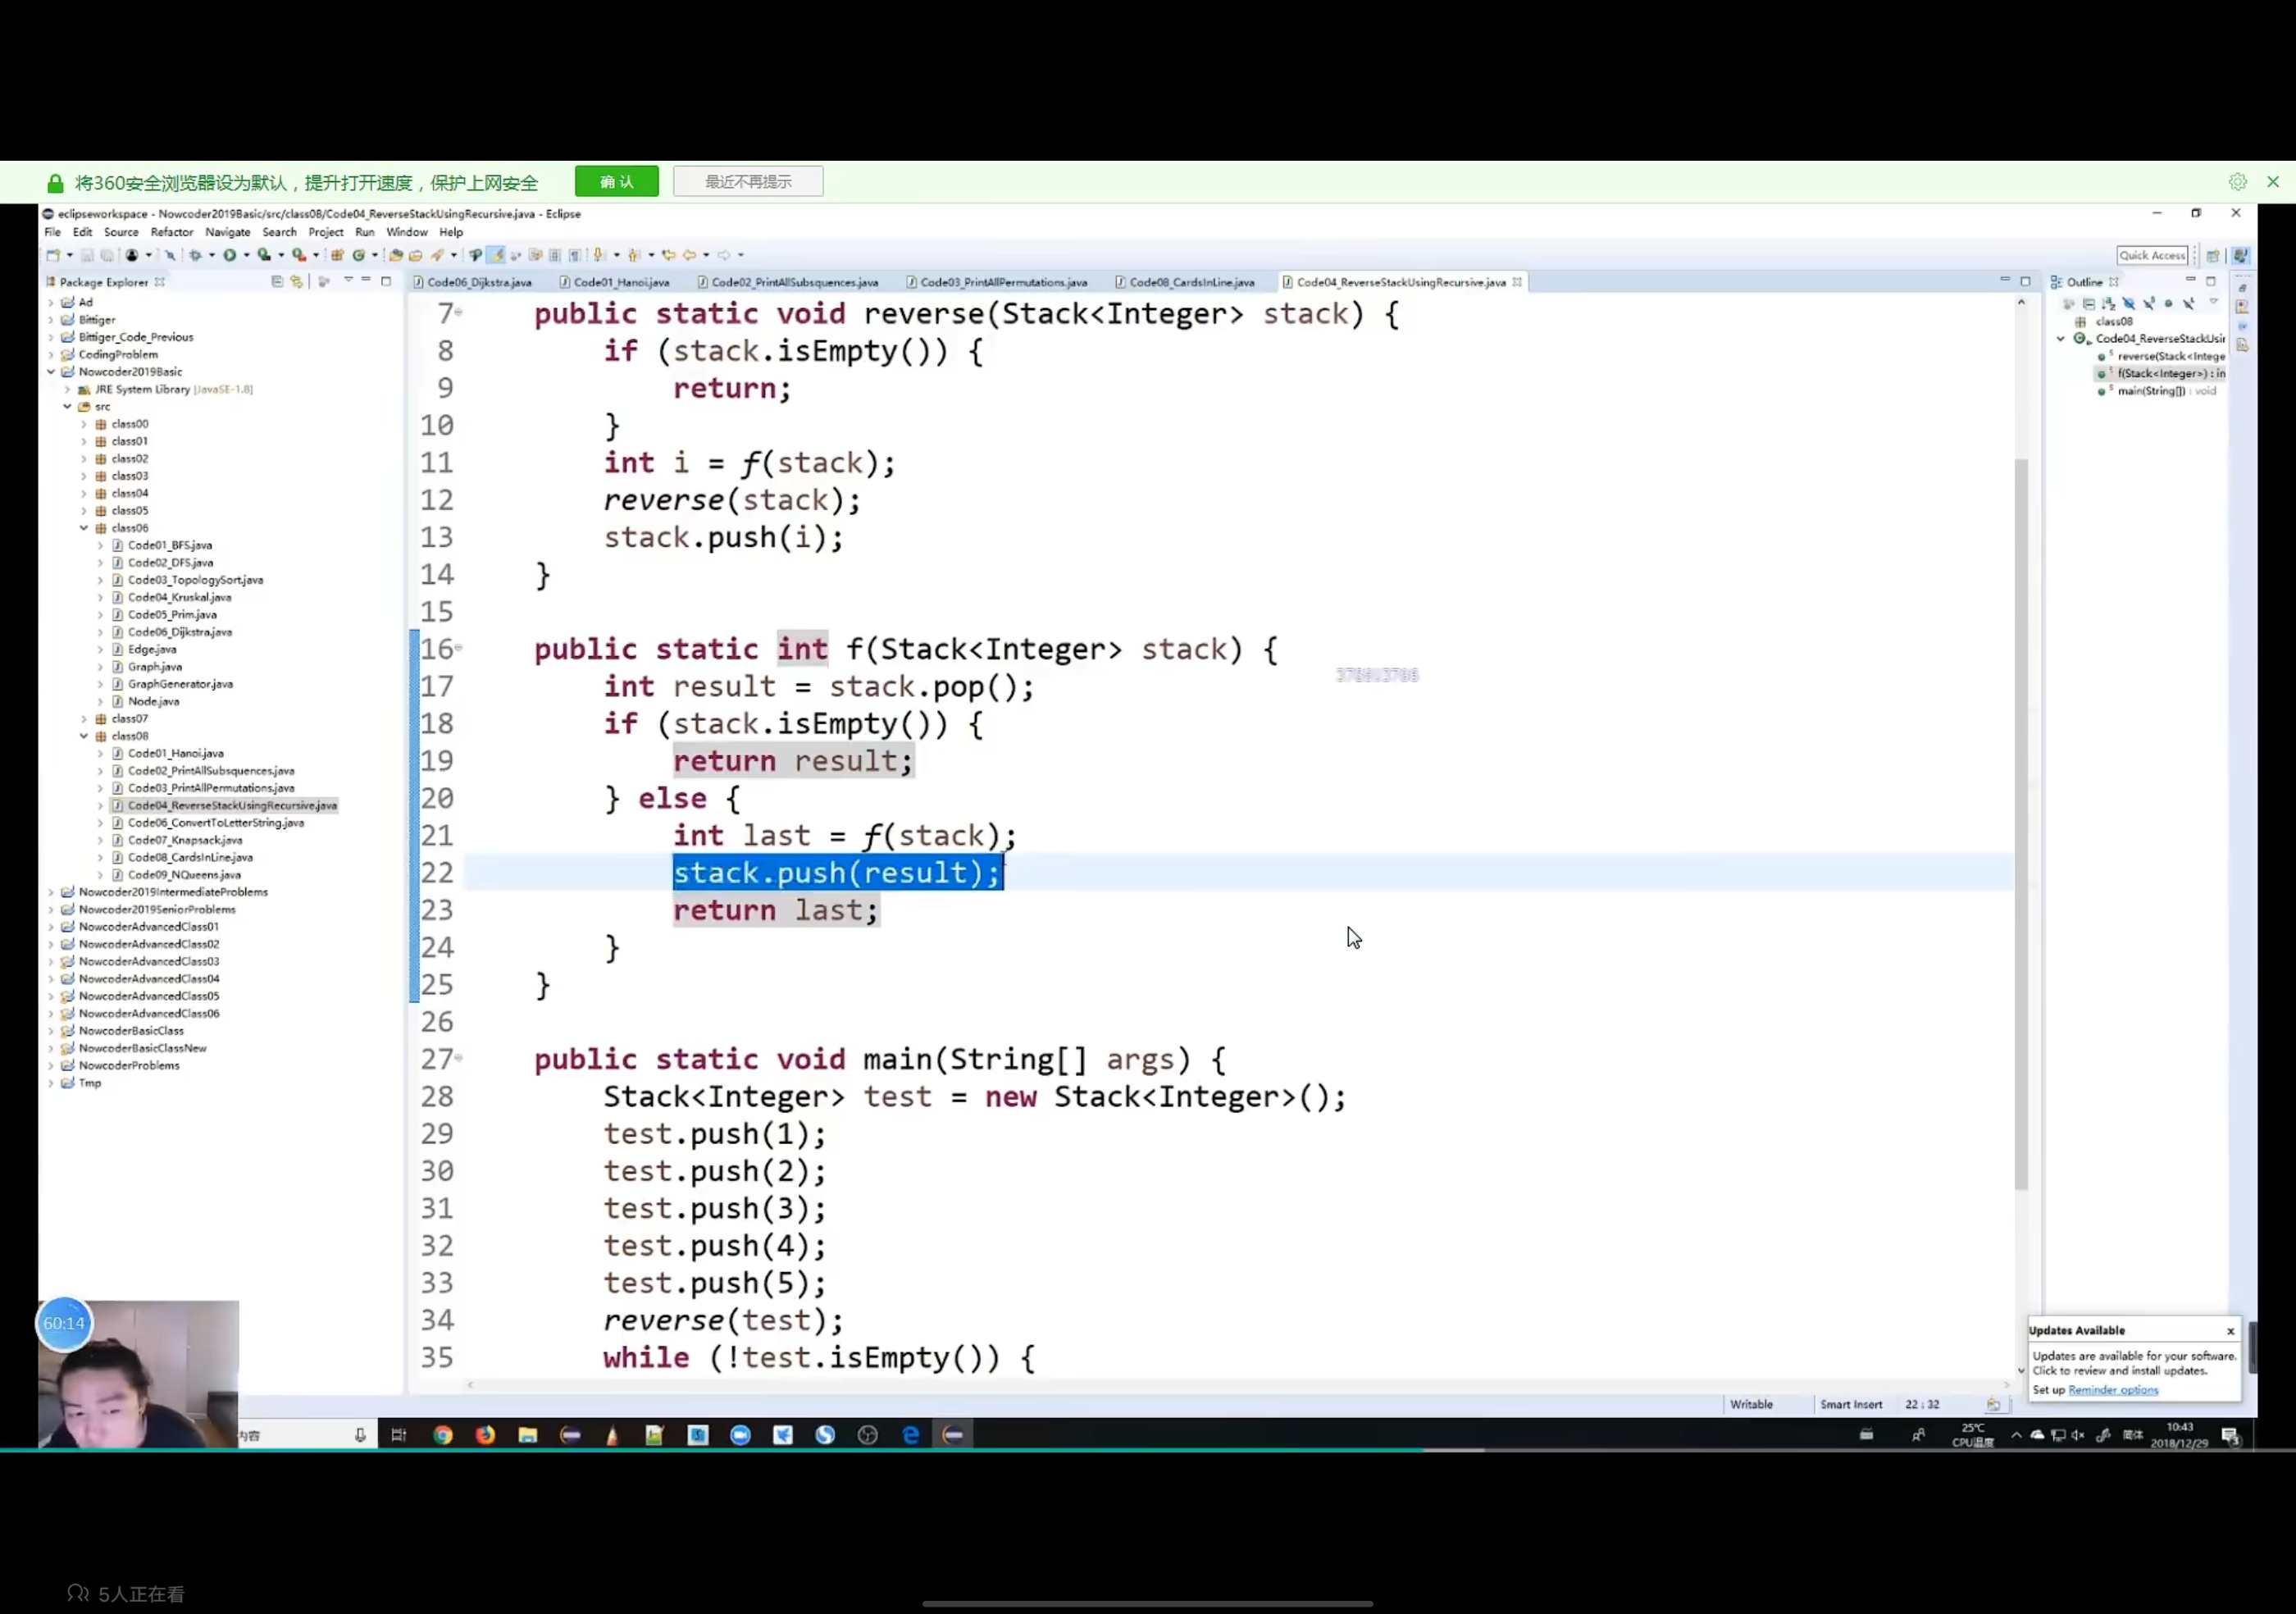 将360安全浏览器设为默认，提升打开速度，保护上网安全
确 认
最近不再提示
eclipseworkspace - Nowcoder2019Basic/src/class08/Code04_ReverseStackUsingRecursive.java - Eclipse
File Edit Source Refactor Navigate Search Project Run Window Help
Quick Access
Package Explorer
Ad
Bittiger
Bittiger_Code_Previous
CodingProblem
Nowcoder2019Basic
JRE System Library [JavaSE-1.8]
src
class00
class01
class02
class03
class04
class05
class06
Code01_BFS.java
Code02_DFS.java
Code03_TopologySort.java
Code04_Kruskal.java
Code05_Prim.java
Code06_Dijkstra.java
Edge.java
Graph.java
GraphGenerator.java
Node.java
class07
class08
Code01_Hanoi.java
Code02_PrintAllSubsquences.java
Code03_PrintAllPermutations.java
Code04_ReverseStackUsingRecursive.java
Code06_ConvertToLetterString.java
Code07_Knapsack.java
Code08_CardsInLine.java
Code09_NQueens.java
Nowcoder2019IntermediateProblems
Nowcoder2019SeniorProblems
NowcoderAdvancedClass01
NowcoderAdvancedClass02
NowcoderAdvancedClass03
NowcoderAdvancedClass04
NowcoderAdvancedClass05
NowcoderAdvancedClass06
NowcoderBasicClass
NowcoderBasicClassNew
NowcoderProblems
Tmp
Code06_Dijkstra.java Code01_Hanoi.java Code02_PrintAllSubsquences.java Code03_PrintAllPermutations.java Code08_CardsInLine.java Code04_ReverseStackUsingRecursive.java
7 public static void reverse(Stack<Integer> stack) {
8 if (stack.isEmpty()) {
9 return;
10 }
11 int i = f(stack);
12 reverse(stack);
13 stack.push(i);
14 }
15
16 public static int f(Stack<Integer> stack) {
17 int result = stack.pop();
18 if (stack.isEmpty()) {
19 return result;
20 } else {
21 int last = f(stack);
22 stack.push(result);
23 return last;
24 }
25 }
26
27 public static void main(String[] args) {
28 Stack<Integer> test = new Stack<Integer>();
29 test.push(1);
30 test.push(2);
31 test.push(3);
32 test.push(4);
33 test.push(5);
34 reverse(test);
35 while (!test.isEmpty()) {
Outline
class08
Code04_ReverseStackUsir
reverse(Stack<Intege
f(Stack<Integer>) : in
main(String[]) : void
Updates Available x
Updates are available for your software.
Click to review and install updates.
Set up Reminder options
Writable Smart Insert 22 : 32
60:14
内容
25℃
CPU温度
简体
10:43
2018/12/29
3
5人正在看